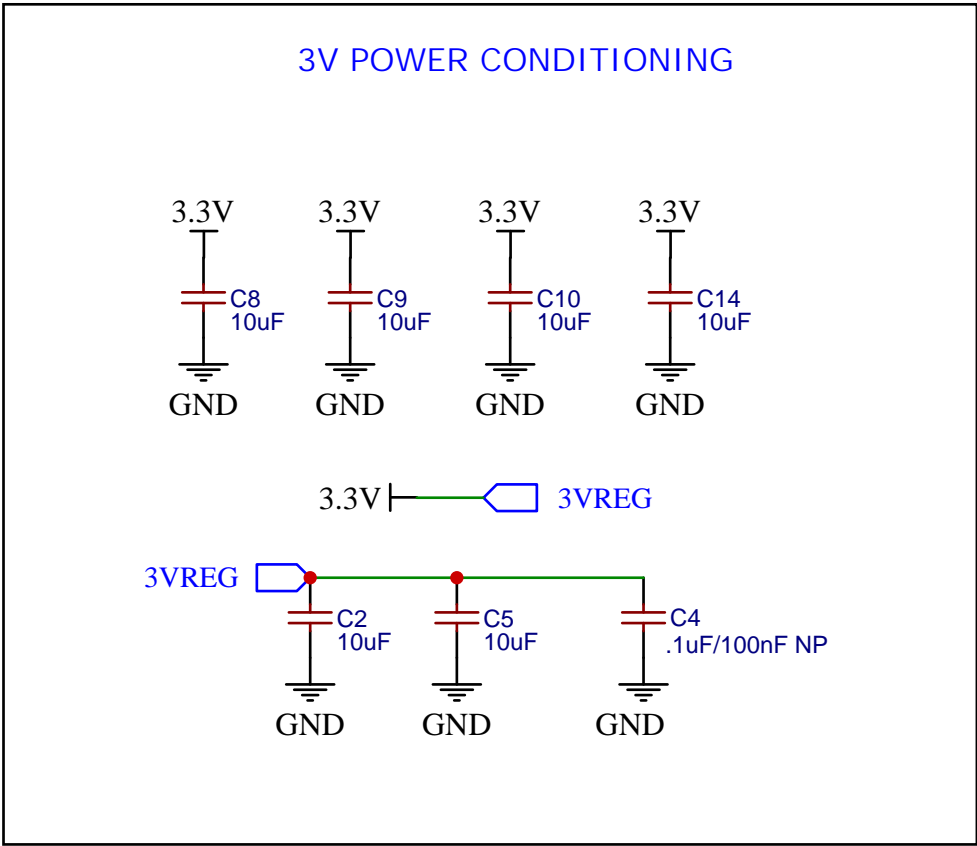 3V POWER CONDITIONING
3.3V 3.3V 3.3V 3.3V
C8 C9 C10 C14
10uF 10uF 10uF 10uF
GND GND GND GND
3.3V 3VREG
3VREG
C2 C5 C4
10uF 10uF .1uF/100nF NP
GND GND GND